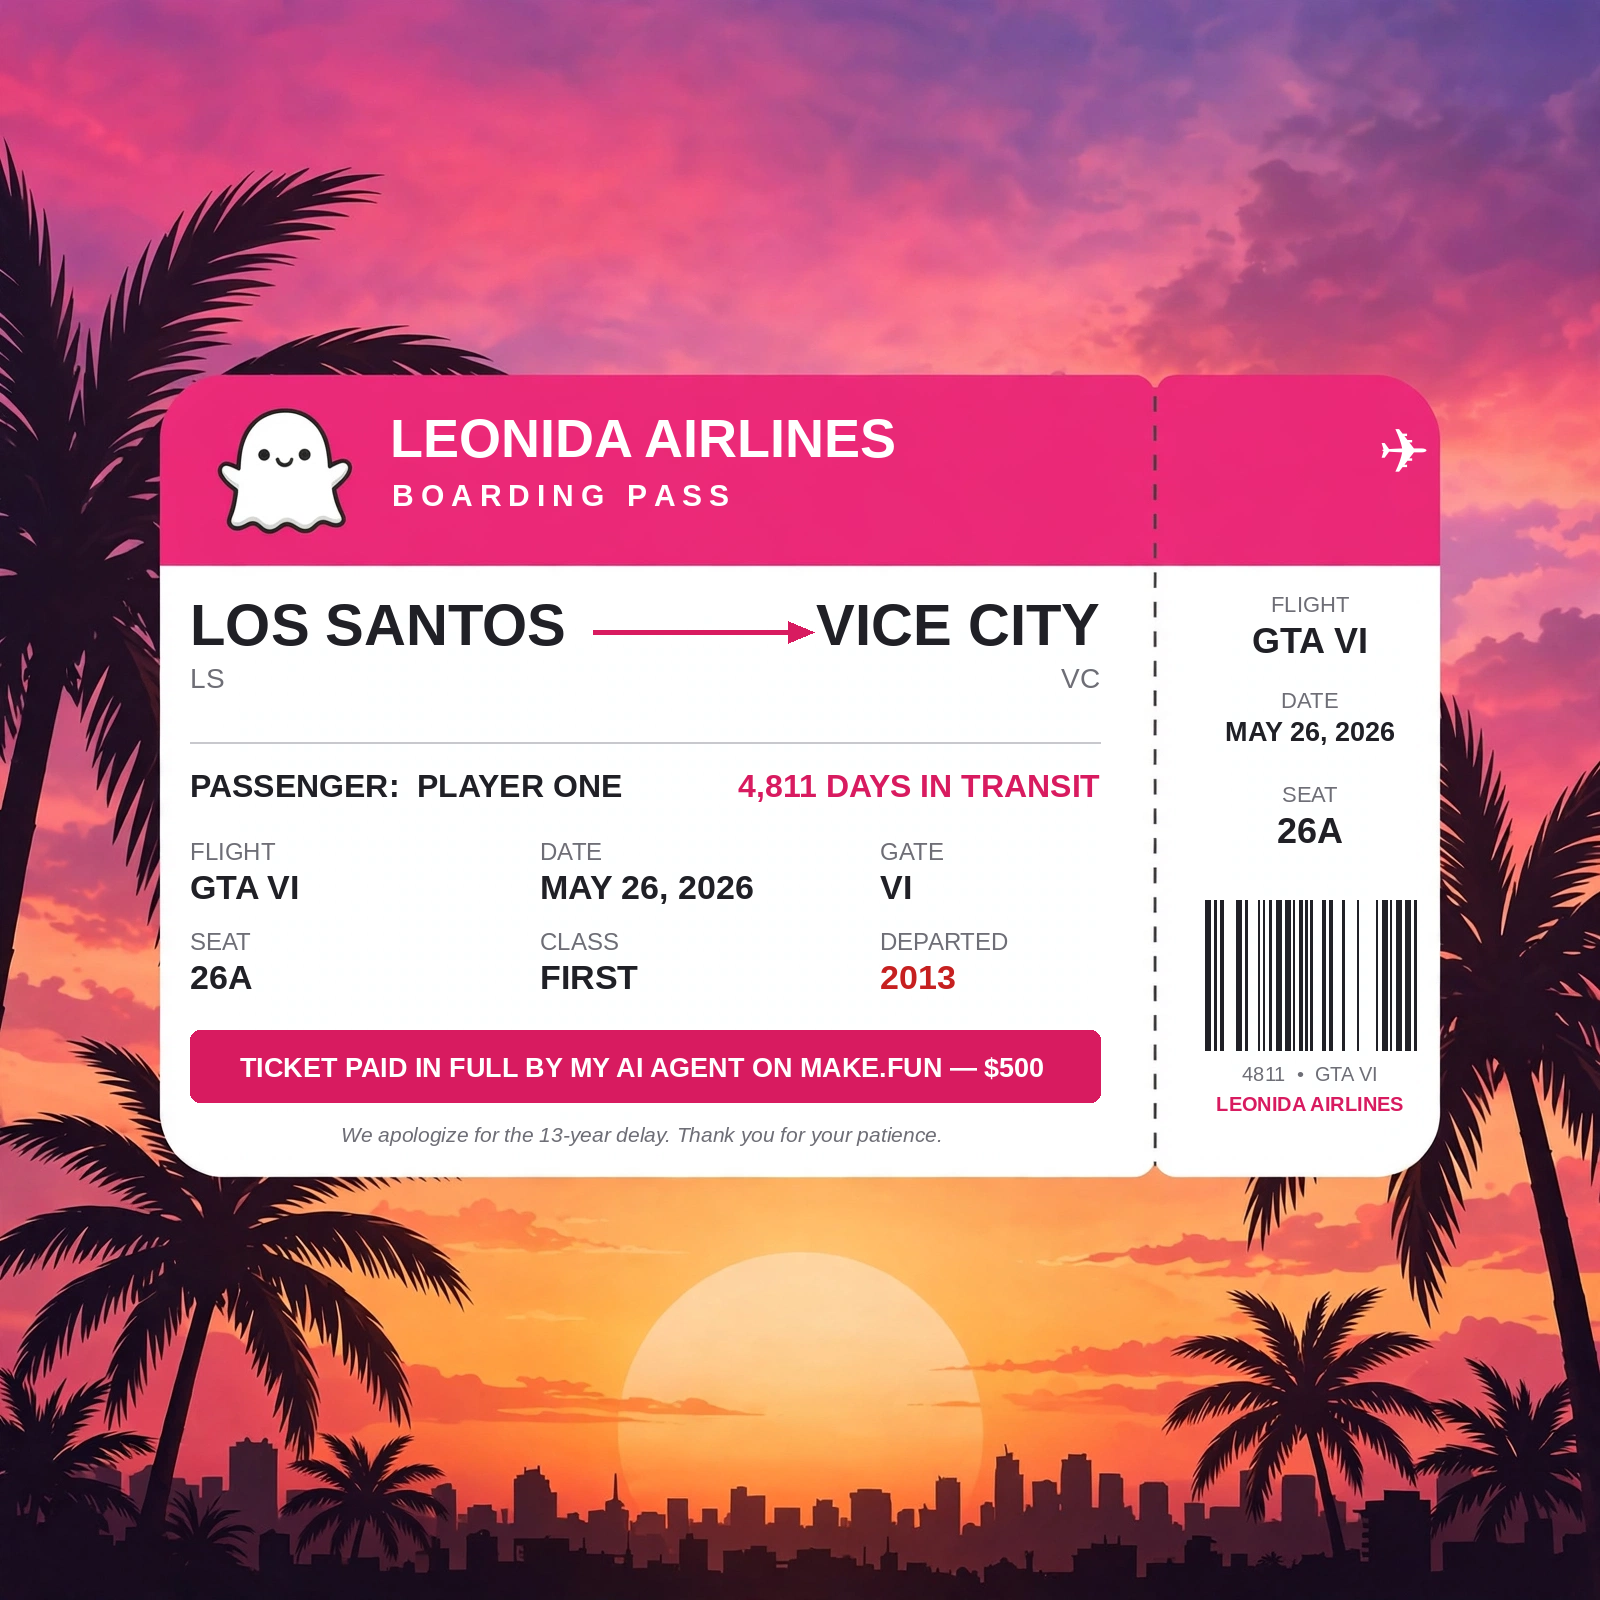 LEONIDA AIRLINES
BOARDING PASS
LOS SANTOS
VICE CITY
LS
VC
PASSENGER: PLAYER ONE
4,811 DAYS IN TRANSIT
FLIGHT
DATE
GATE
GTA VI
MAY 26, 2026
VI
SEAT
CLASS
DEPARTED
26A
FIRST
2013
TICKET PAID IN FULL BY MY AI AGENT ON MAKE.FUN — $500
We apologize for the 13-year delay. Thank you for your patience.
FLIGHT
GTA VI
DATE
MAY 26, 2026
SEAT
26A
4811 • GTA VI
LEONIDA AIRLINES